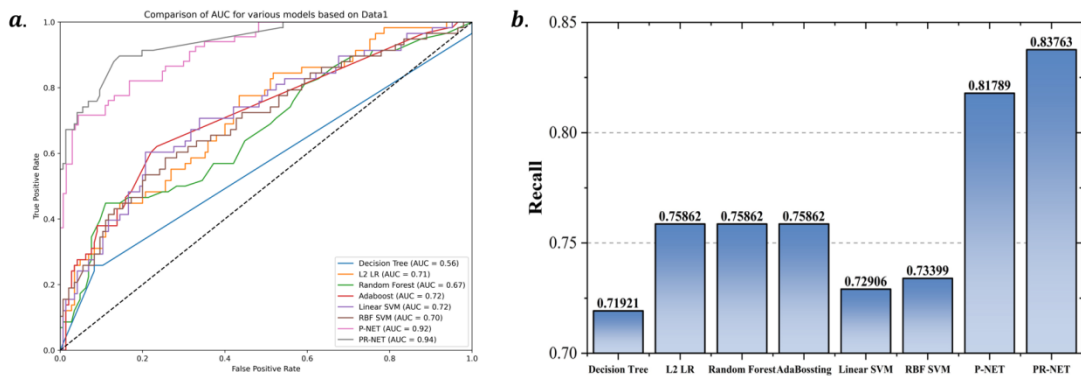 a.
Comparison of AUC for various models based on Data1
True Positive Rate
1.0
0.8
0.6
0.4
0.2
0.0
0.0 0.2 0.4 0.6 0.8 1.0
False Positive Rate
Decision Tree (AUC = 0.56)
L2 LR (AUC = 0.71)
Random Forest (AUC = 0.67)
Adaboost (AUC = 0.72)
Linear SVM (AUC = 0.72)
RBF SVM (AUC = 0.70)
P-NET (AUC = 0.92)
PR-NET (AUC = 0.94)
b.
Recall
0.85
0.80
0.75
0.70
0.71921 0.75862 0.75862 0.75862 0.72906 0.73399 0.81789 0.83763
Decision Tree L2 LR Random Forest AdaBossting Linear SVM RBF SVM P-NET PR-NET